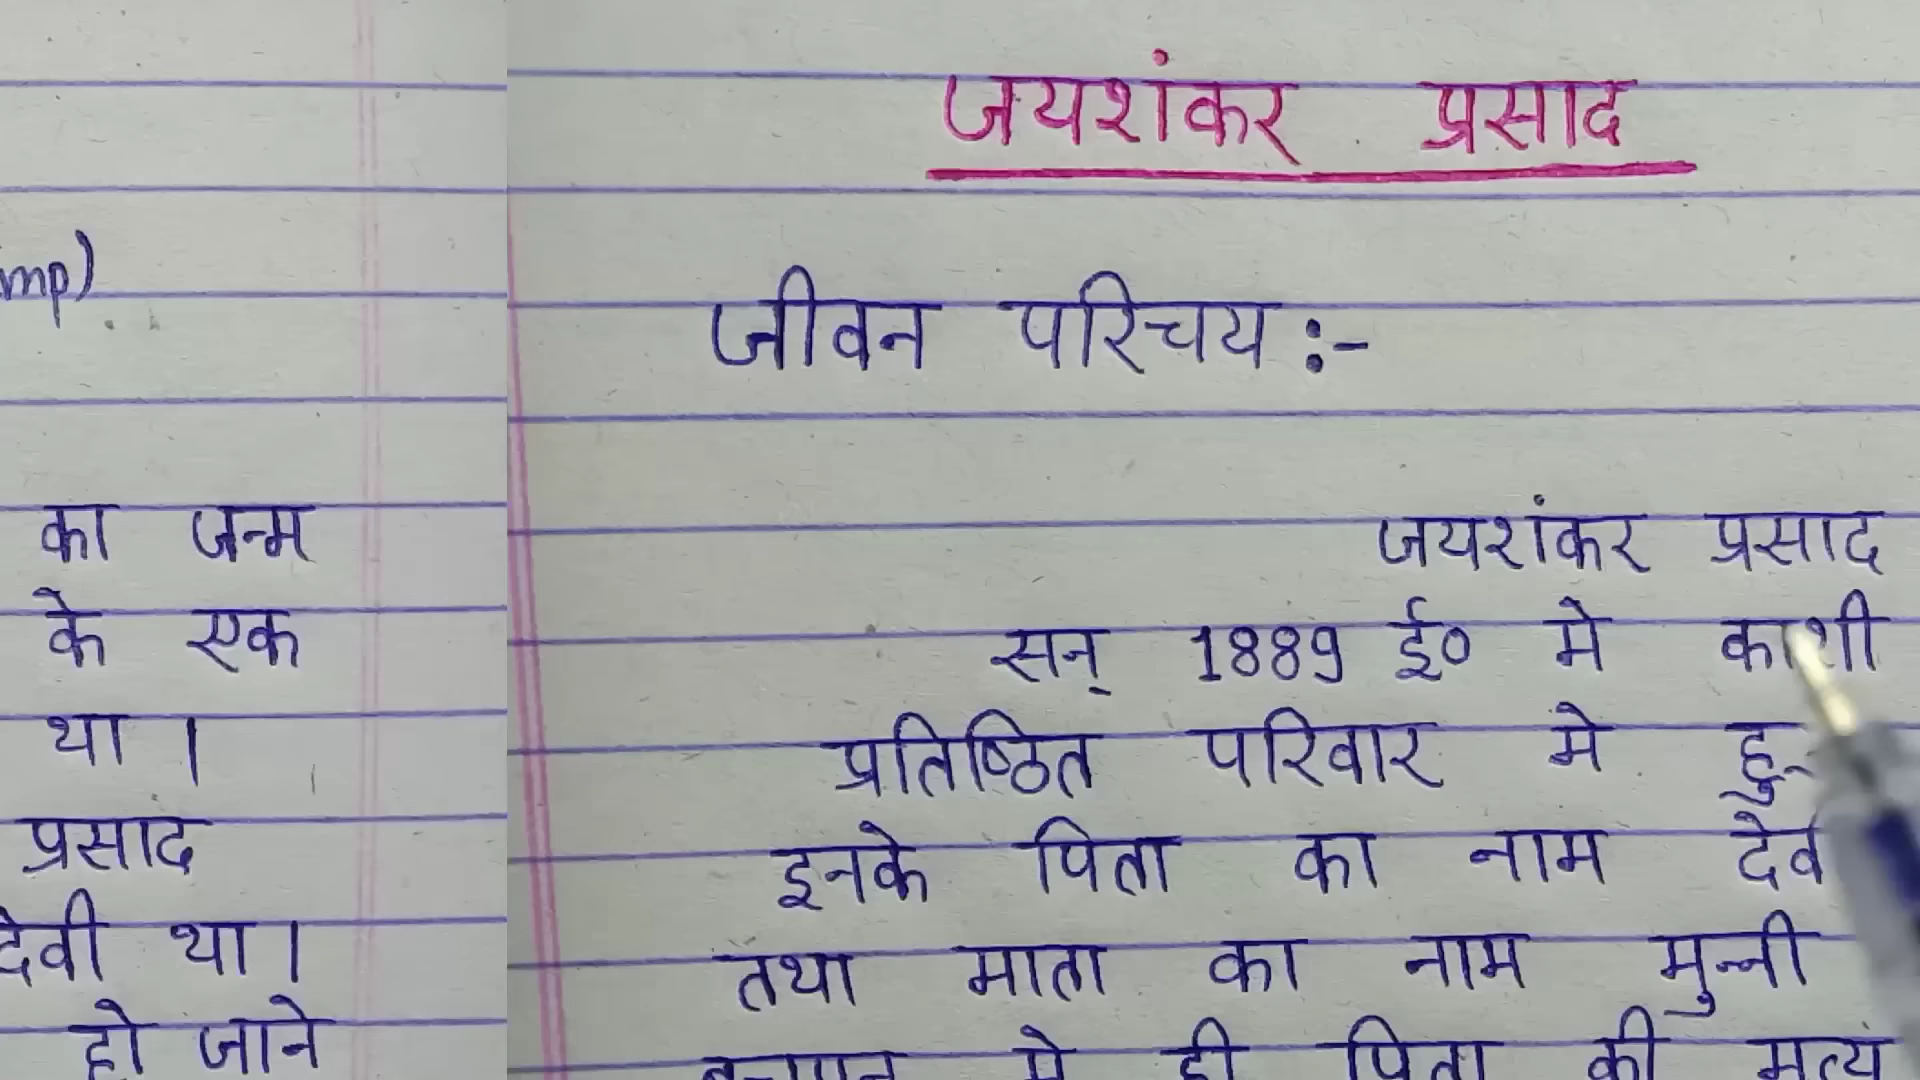 mp)
का जन्म
के एक
था।
प्रसाद
देवी था।
हो जाने
जयशंकर प्रसाद
जीवन परिचय :-
जयशंकर प्रसाद
सन् 1889 ई० मे काशी
प्रतिष्ठित परिवार मे
इनके पिता का नाम
तथा माता का नाम मुन्नी
मे ही पिता की